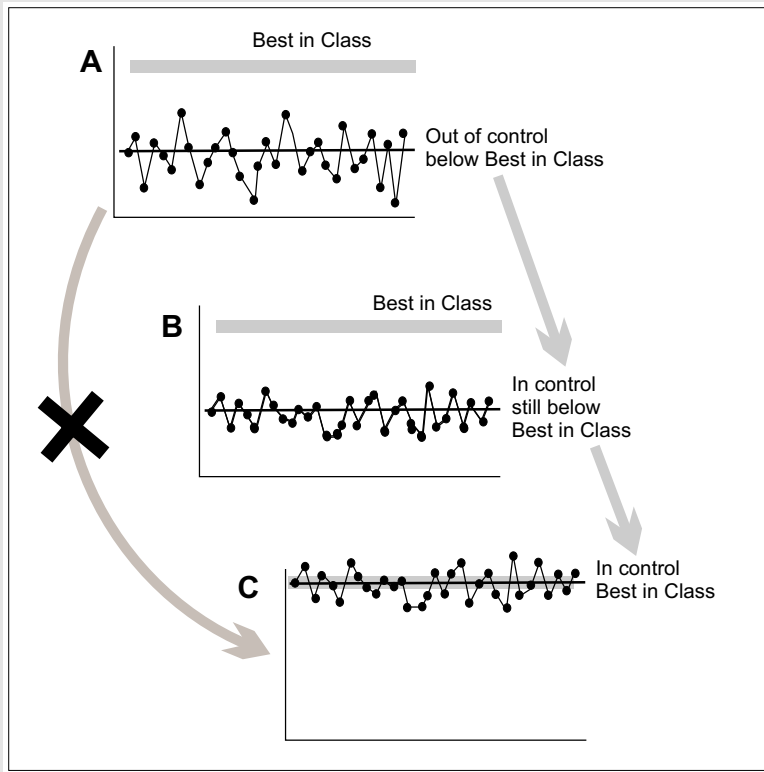 Best in Class
A
Out of control
below Best in Class
Best in Class
B
In control
still below
Best in Class
C
In control
Best in Class